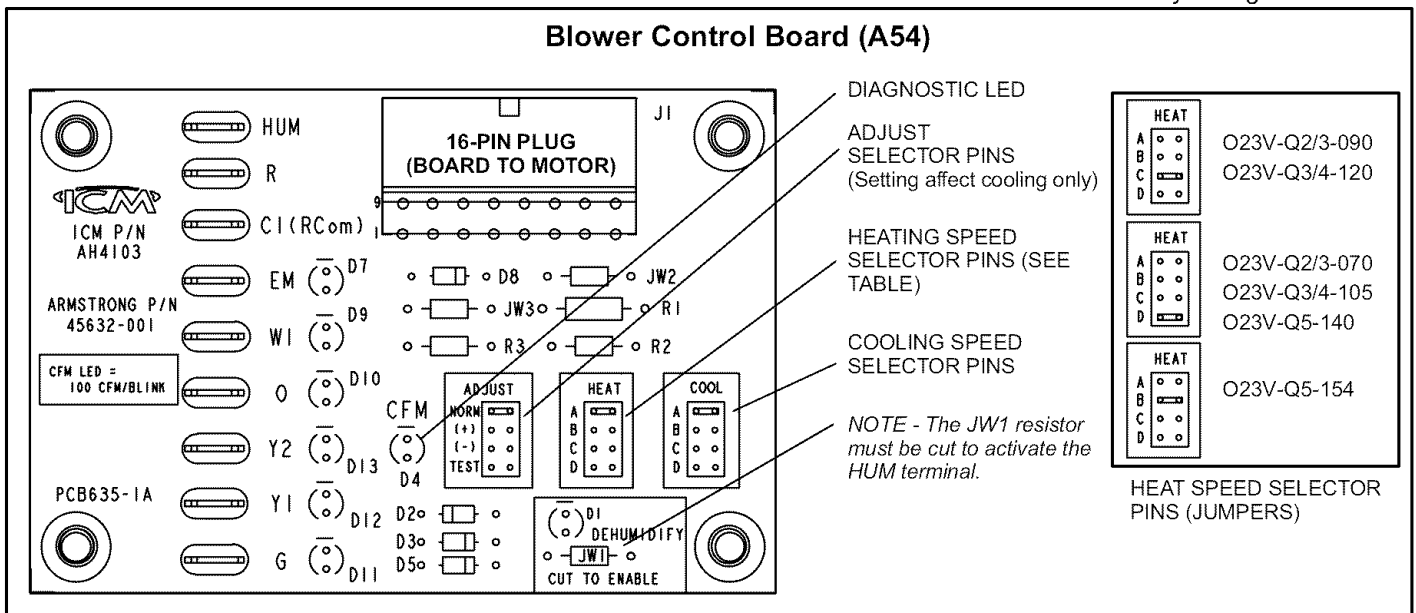 Blower Control Board (A54)
HUM
R
C1(RCom)
EM
W1
O
Y2
Y1
G
ICM
ICM P/N
AH4103
ARMSTRONG P/N
45632-001
CFM LED =
100 CFM/BLINK
PCB635-1A
J1
16-PIN PLUG
(BOARD TO MOTOR)
9
1
D7
D9
D10
D13
D12
D11
D8
JW2
JW3
R1
R3
R2
CFM
D4
ADJUST
NORM
(+)
(-)
TEST
HEAT
A
B
C
D
COOL
A
B
C
D
D2
D3
D5
D1
DEHUMIDIFY
JW1
CUT TO ENABLE
DIAGNOSTIC LED
ADJUST
SELECTOR PINS
(Setting affect cooling only)
HEATING SPEED
SELECTOR PINS (SEE
TABLE)
COOLING SPEED
SELECTOR PINS
NOTE - The JW1 resistor
must be cut to activate the
HUM terminal.
HEAT
A
B
C
D
O23V-Q2/3-090
O23V-Q3/4-120
HEAT
A
B
C
D
O23V-Q2/3-070
O23V-Q3/4-105
O23V-Q5-140
HEAT
A
B
C
D
O23V-Q5-154
HEAT SPEED SELECTOR
PINS (JUMPERS)